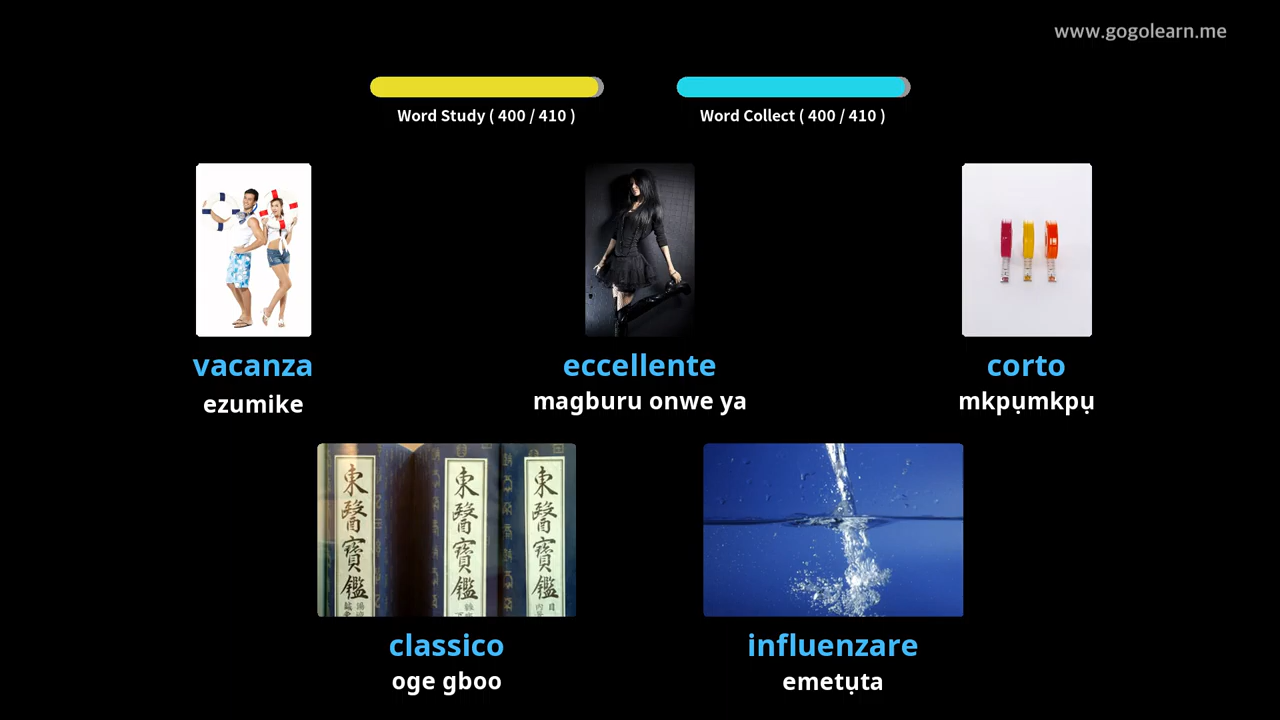 www.gogolearn.me
Word Study ( 400 / 410 )
Word Collect ( 400 / 410 )
vacanza
ezumike
eccellente
magburu onwe ya
corto
mkpụmkpụ
東醫寶鑑
東醫寶鑑
東醫寶鑑
classico
oge gboo
influenzare
emetụta